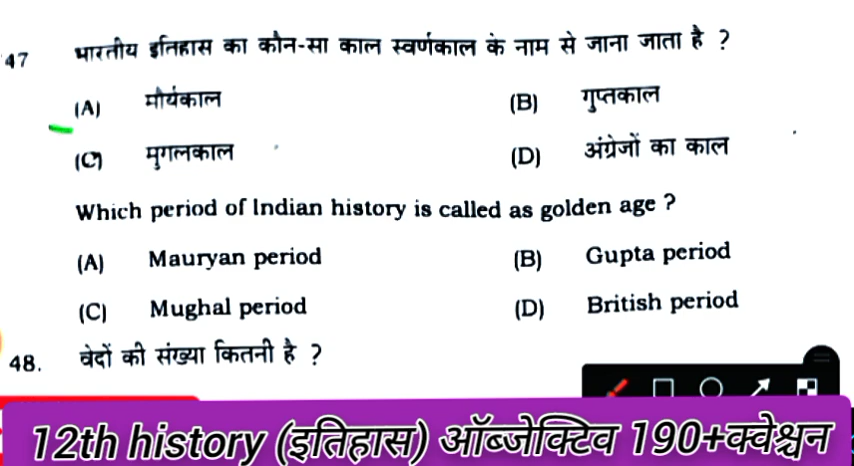 47 भारतीय इतिहास का कौन-सा काल स्वर्णकाल के नाम से जाना जाता है ?
(A) मौर्यकाल (B) गुप्तकाल
(C) मुगलकाल (D) अंग्रेजों का काल
Which period of Indian history is called as golden age ?
(A) Mauryan period (B) Gupta period
(C) Mughal period (D) British period
48. वेदों की संख्या कितनी है ?
12th history (इतिहास) ऑब्जेक्टिव 190+क्वेश्चन